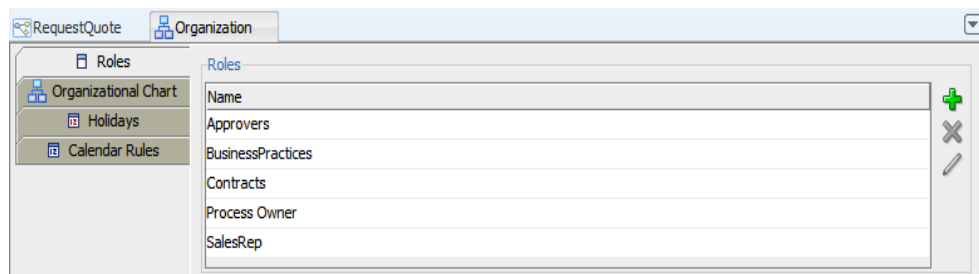 RequestQuote
Organization
Roles
Organizational Chart
Holidays
Calendar Rules
Roles
Name
Approvers
BusinessPractices
Contracts
Process Owner
SalesRep